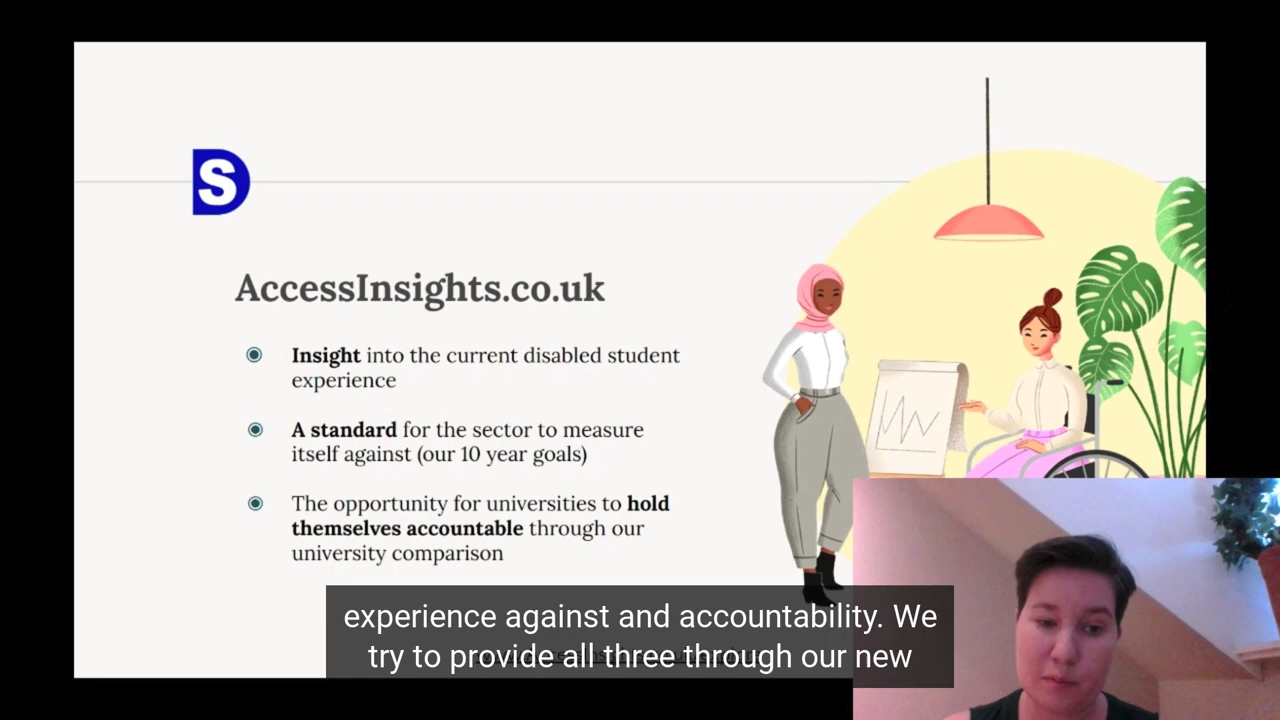 S
AccessInsights.co.uk
Insight into the current disabled student
experience
A standard for the sector to measure
itself against (our 10 year goals)
The opportunity for universities to hold
themselves accountable through our
university comparison
experience against and accountability. We
try to provide all three through our new